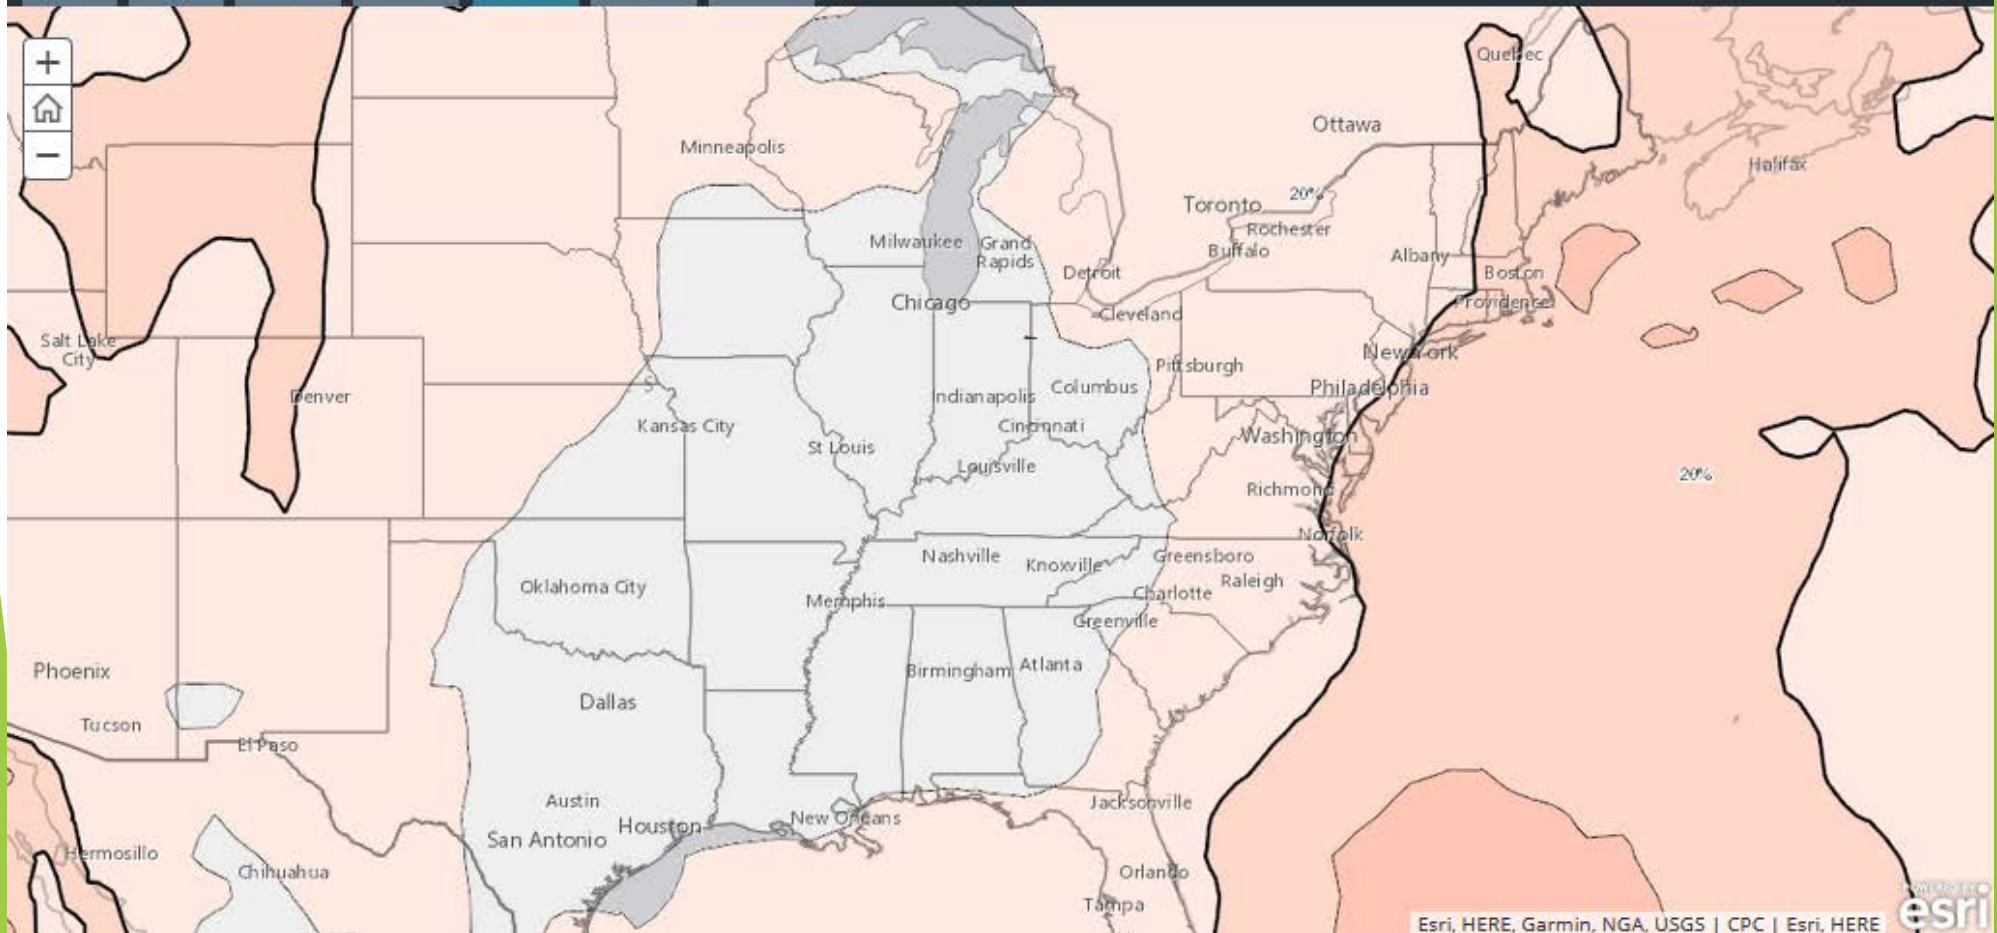 +
−
Quebec
Ottawa
Minneapolis
Halifax
20%
Toronto
Rochester
Milwaukee
Grand
Rapids
Buffalo
Albany
Detroit
Boston
Chicago
Providence
Cleveland
Salt Lake
City
New York
Pittsburgh
Columbus
Philadelphia
Denver
Indianapolis
Kansas City
Cincinnati
Washington
St Louis
Louisville
20%
Richmond
Norfolk
Nashville
Knoxville
Greensboro
Oklahoma City
Raleigh
Memphis
Charlotte
Greenville
Phoenix
Birmingham
Atlanta
Dallas
Tucson
El Paso
Austin
Jacksonville
New Orleans
Houston
San Antonio
Hermosillo
Chihuahua
Orlando
Tampa
POWERED BY
esri
Esri, HERE, Garmin, NGA, USGS | CPC | Esri, HERE